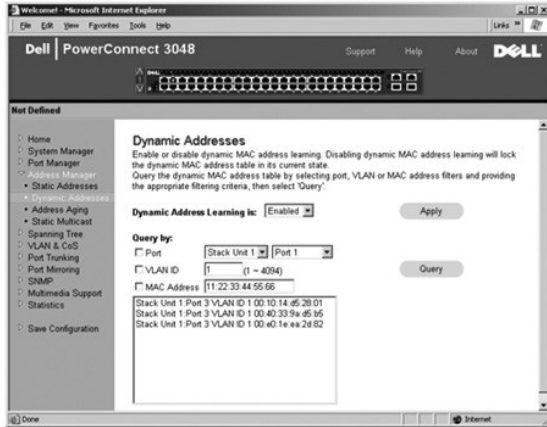 Welcome! - Microsoft Internet Explorer
File Edit View Favorites Tools Help
Links »
Dell | PowerConnect 3048
Support Help About DELL
Not Defined
Home
System Manager
Port Manager
Address Manager
Static Addresses
Dynamic Addresses
Address Aging
Static Multicast
Spanning Tree
VLAN & CoS
Port Trunking
Port Mirroring
SNMP
Multimedia Support
Statistics
Save Configuration
Dynamic Addresses
Enable or disable dynamic MAC address learning. Disabling dynamic MAC address learning will lock
the dynamic MAC address table in its current state.
Query the dynamic MAC address table by selecting port, VLAN or MAC address filters and providing
the appropriate filtering criteria, then select 'Query'.
Dynamic Address Learning is: Enabled Apply
Query by:
Port Stack Unit 1 Port 1
VLAN ID 1 (1 ~ 4094) Query
MAC Address 11:22:33:44:55:66
Stack Unit 1:Port 3 VLAN ID 1 00:10:14:d5:28:01
Stack Unit 1:Port 3 VLAN ID 1 00:40:33:9a:d5:b5
Stack Unit 1:Port 3 VLAN ID 1 00:e0:1e:ea:2d:82
Done Internet